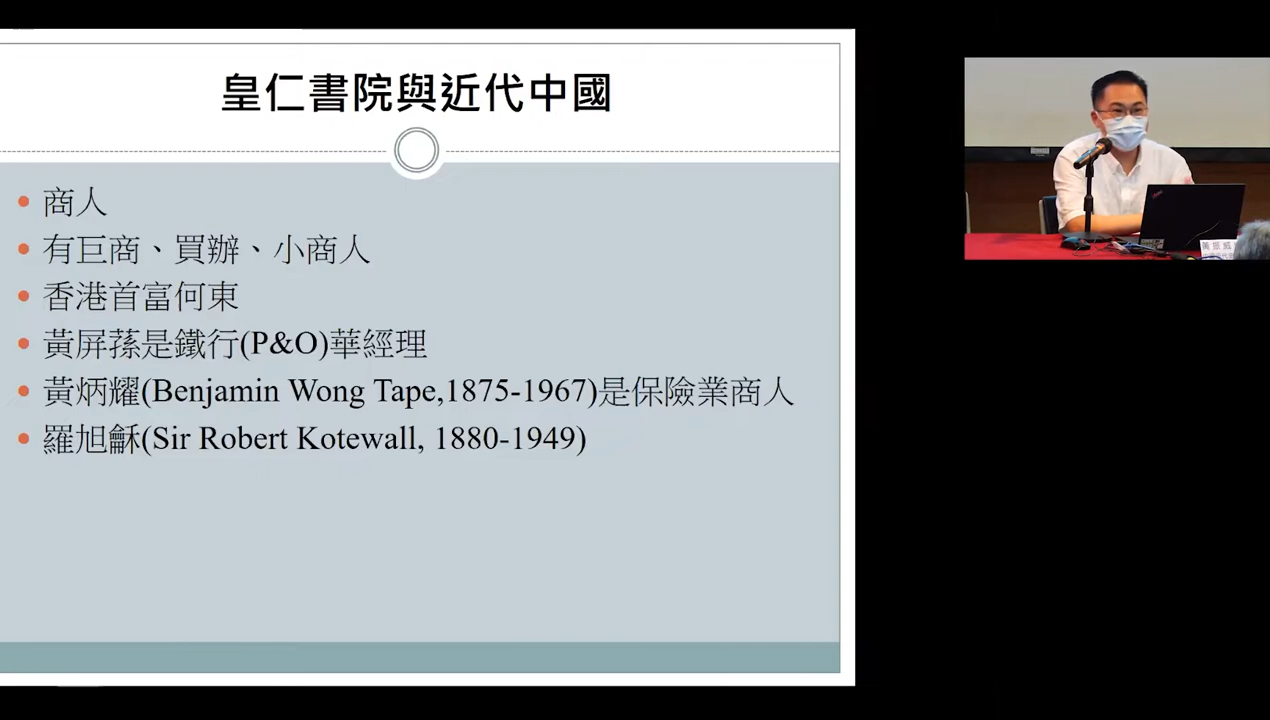 皇仁書院與近代中國
商人
有巨商、買辦、小商人
香港首富何東
黃屏蓀是鐵行(P&O)華經理
黃炳耀(Benjamin Wong Tape,1875-1967)是保險業商人
羅旭龢(Sir Robert Kotewall, 1880-1949)